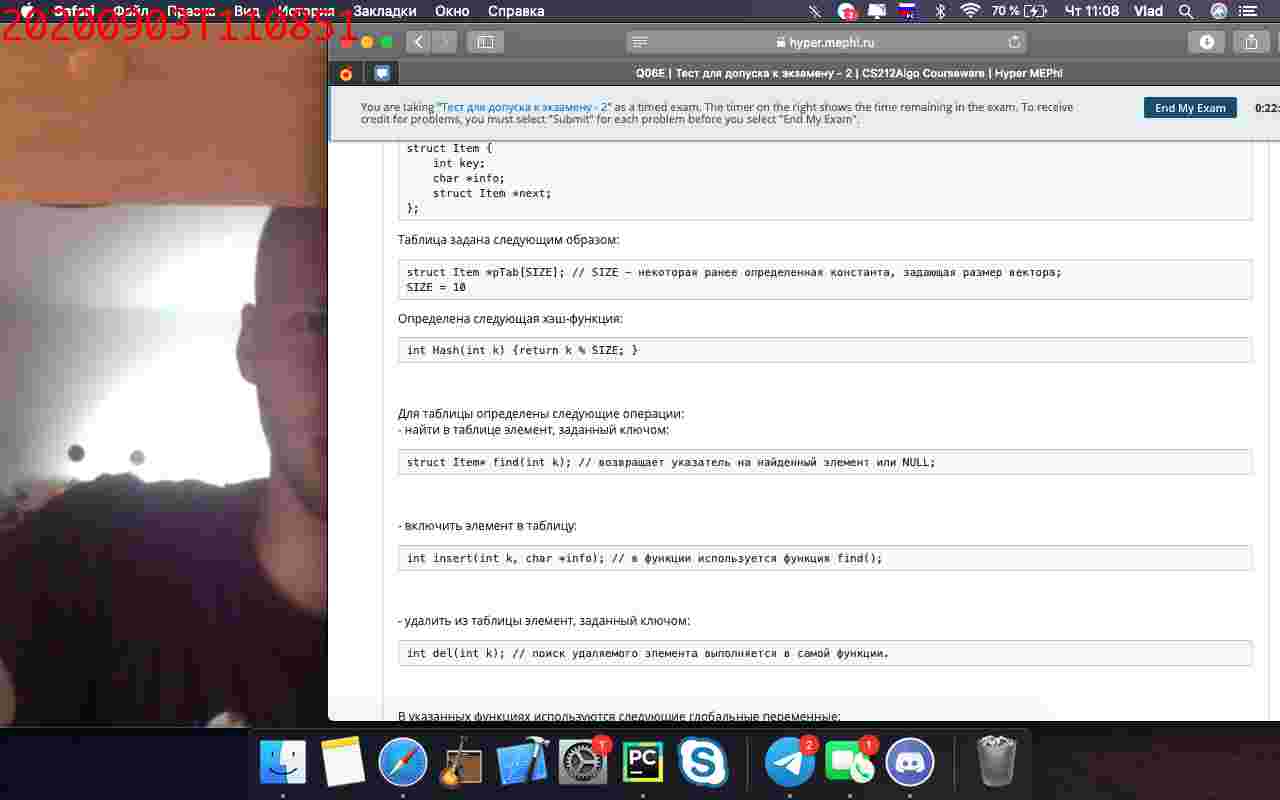 Safari Файл Правка Вид История Закладки Окно Справка 70 % Чт 11:08 Vlad
20200903T110851
hyper.mephi.ru
Q06E | Тест для допуска к экзамену - 2 | CS212Algo Courseware | Hyper MEPhI
You are taking "Тест для допуска к экзамену - 2" as a timed exam. The timer on the right shows the time remaining in the exam. To receive
credit for problems, you must select "Submit" for each problem before you select "End My Exam".
End My Exam
0:22:
struct Item {
int key;
char *info;
struct Item *next;
};
Таблица задана следующим образом:
struct Item *pTab[SIZE]; // SIZE – некоторая ранее определенная константа, задающая размер вектора;
SIZE = 10
Определена следующая хэш-функция:
int Hash(int k) {return k % SIZE; }
Для таблицы определены следующие операции:
- найти в таблице элемент, заданный ключом:
struct Item* find(int k); // возвращает указатель на найденный элемент или NULL;
- включить элемент в таблицу:
int insert(int k, char *info); // в функции используется функция find();
- удалить из таблицы элемент, заданный ключом:
int del(int k); // поиск удаляемого элемента выполняется в самой функции.
В указанных функциях используются следующие глобальные переменные:
1
PC
2
1